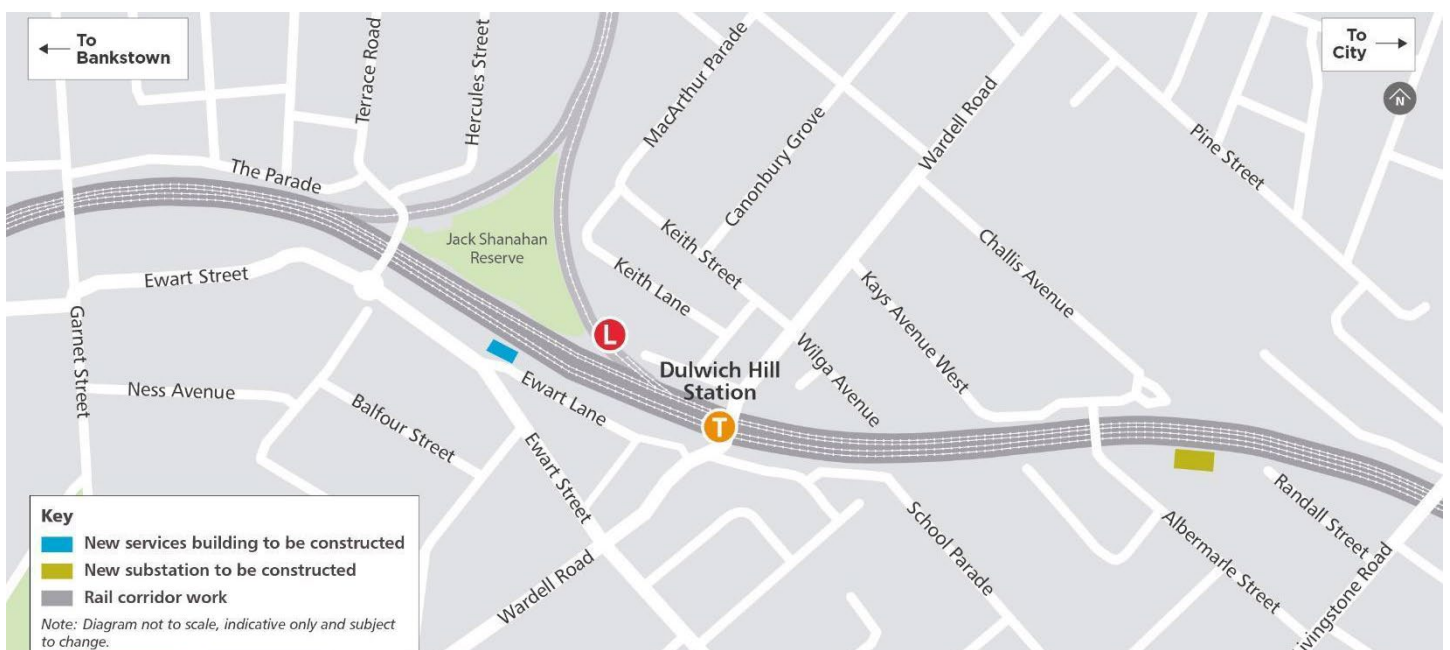 To
Bankstown
To
City
N
Terrace Road
Hercules Street
MacArthur Parade
Canonbury Grove
Wardell Road
Pine Street
The Parade
Jack Shanahan
Reserve
Keith Street
Keith Lane
Challis Avenue
Kays Avenue West
Wilga Avenue
Ewart Street
Garnet Street
L
Dulwich Hill
Station
T
Ness Avenue
Balfour Street
Ewart Lane
Ewart Street
Wardell Road
School Parade
Albermarle Street
Randall Street
ivingstone Road
Key
New services building to be constructed
New substation to be constructed
Rail corridor work
Note: Diagram not to scale, indicative only and subject
to change.